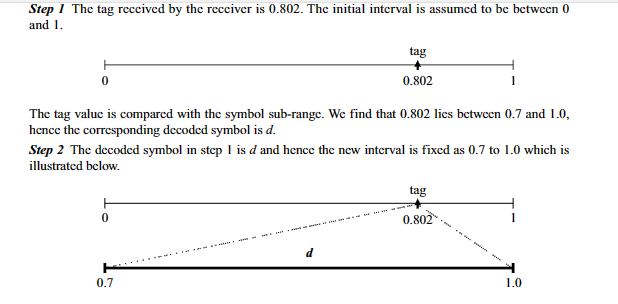 Step 1 The tag received by the receiver is 0.802. The initial interval is assumed to be between 0
and 1.
tag
0 0.802 1
The tag value is compared with the symbol sub-range. We find that 0.802 lies between 0.7 and 1.0,
hence the corresponding decoded symbol is d.
Step 2 The decoded symbol in step 1 is d and hence the new interval is fixed as 0.7 to 1.0 which is
illustrated below.
tag
0 0.802 1
d
0.7 1.0